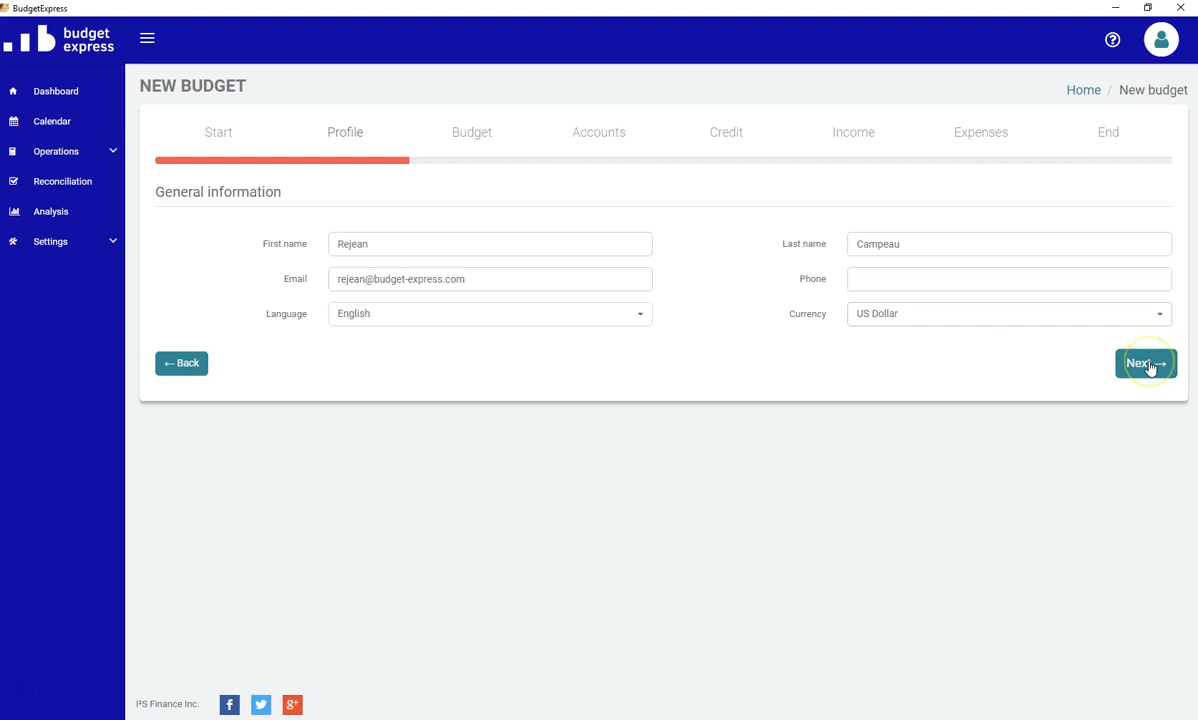 BudgetExpress
budget
express
Dashboard
Calendar
Operations
Reconciliation
Analysis
Settings
NEW BUDGET
Home / New budget
Start Profile Budget Accounts Credit Income Expenses End
General information
First name Rejean Last name Campeau
Email rejean@budget-express.com Phone
Language English Currency US Dollar
← Back Next →
I²S Finance Inc.